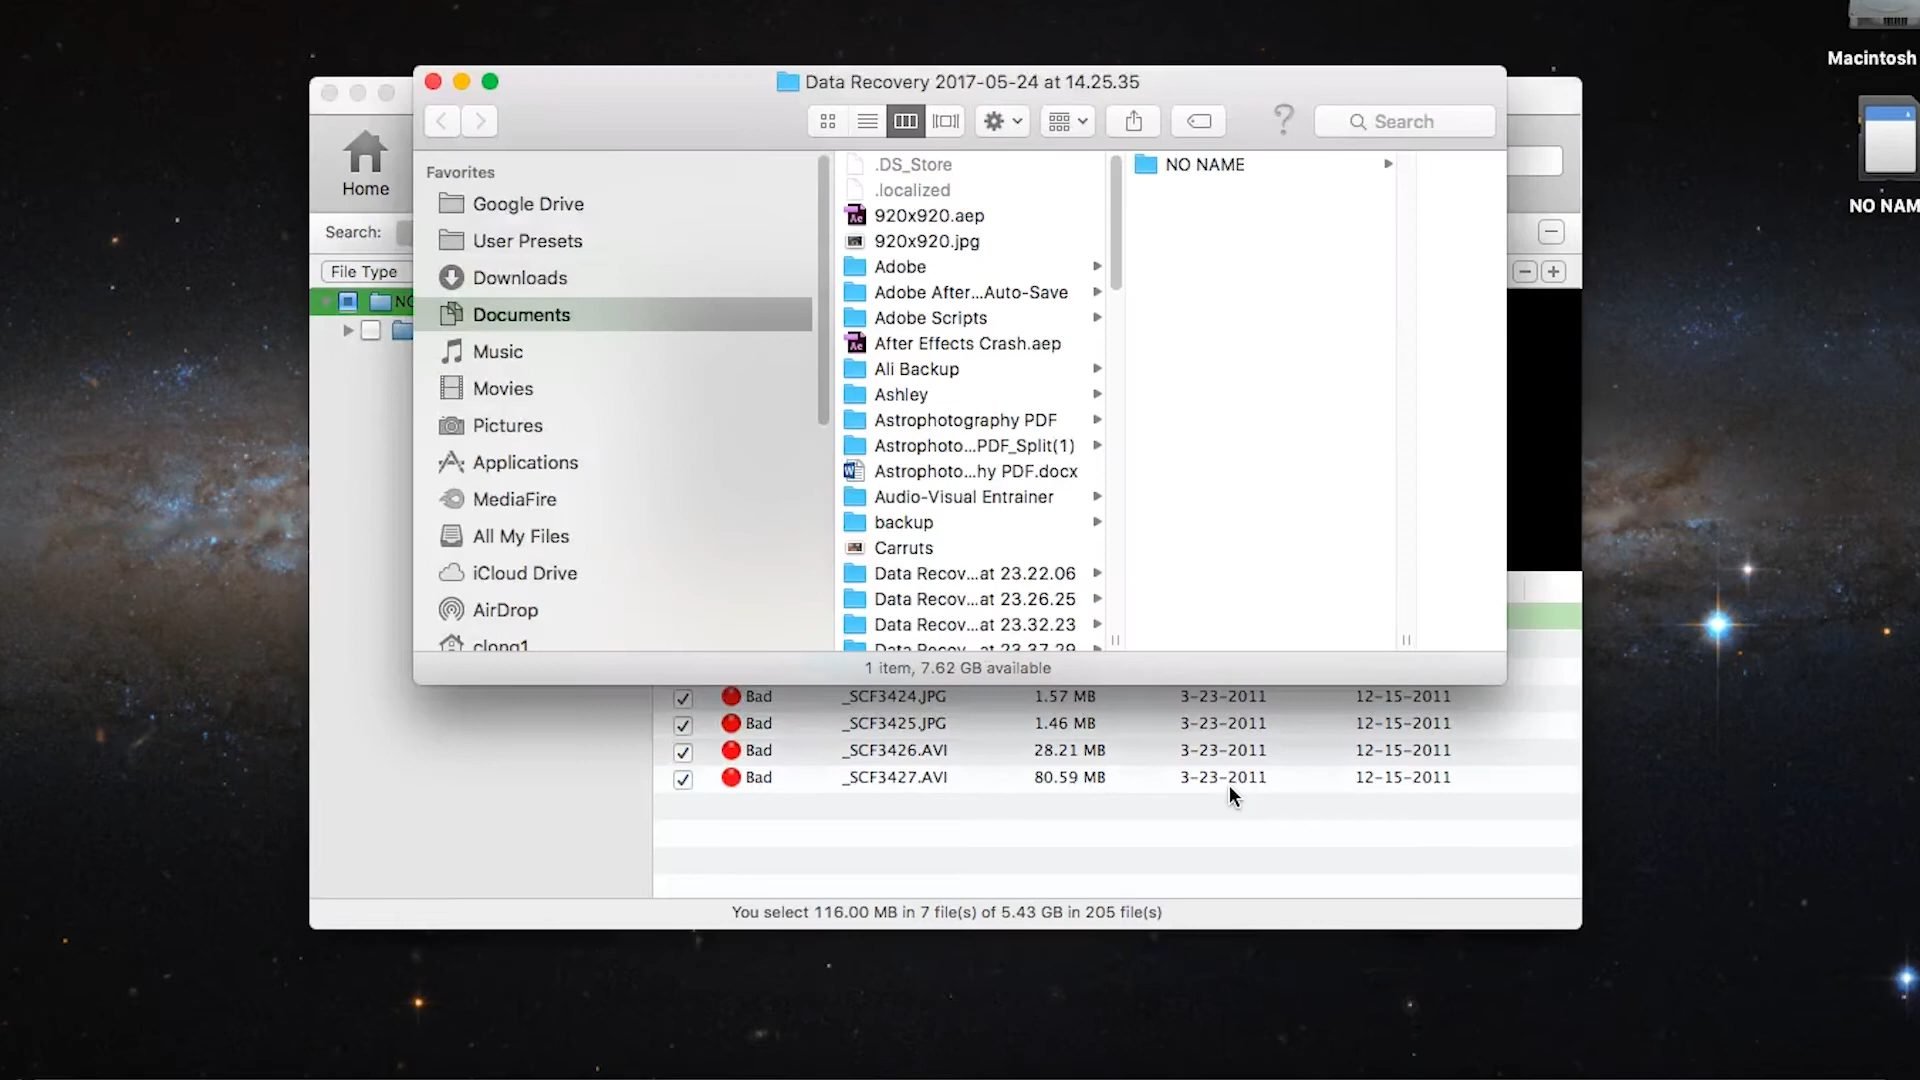 Macintosh
NO NAM
Data Recovery 2017-05-24 at 14.25.35
Search
Home
Search:
File Type
NO
Favorites
Google Drive
User Presets
Downloads
Documents
Music
Movies
Pictures
Applications
MediaFire
All My Files
iCloud Drive
AirDrop
clong1
.DS_Store
.localized
920x920.aep
920x920.jpg
Adobe
Adobe After...Auto-Save
Adobe Scripts
After Effects Crash.aep
Ali Backup
Ashley
Astrophotography PDF
Astrophoto...PDF_Split(1)
Astrophoto...hy PDF.docx
Audio-Visual Entrainer
backup
Carruts
Data Recov...at 23.22.06
Data Recov...at 23.26.25
Data Recov...at 23.32.23
Data Recov...at 23.37.29
NO NAME
1 item, 7.62 GB available
Bad _SCF3424.JPG 1.57 MB 3-23-2011 12-15-2011
Bad _SCF3425.JPG 1.46 MB 3-23-2011 12-15-2011
Bad _SCF3426.AVI 28.21 MB 3-23-2011 12-15-2011
Bad _SCF3427.AVI 80.59 MB 3-23-2011 12-15-2011
You select 116.00 MB in 7 file(s) of 5.43 GB in 205 file(s)